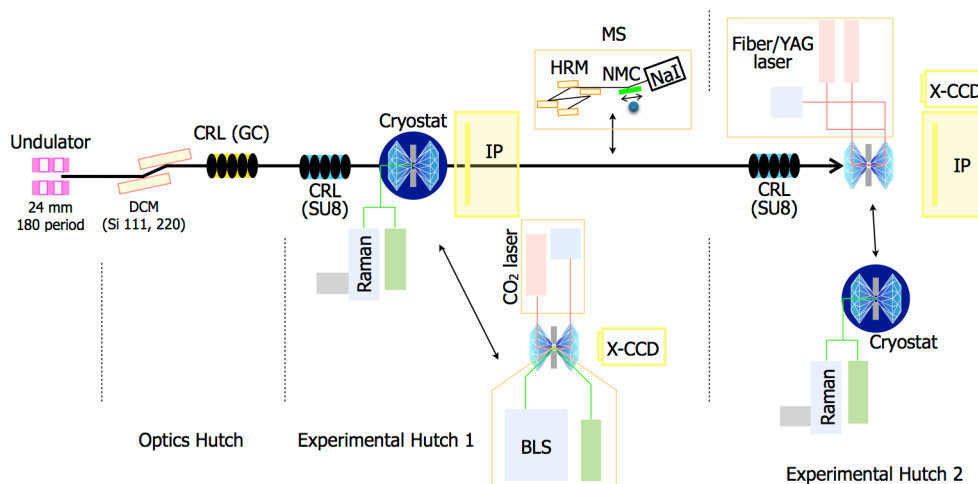 MS
HRM
NMC
NaI
Fiber/YAG
laser
X-CCD
Undulator
CRL (GC)
Cryostat
IP
IP
24 mm
180 period
DCM
(Si 111, 220)
CRL
(SU8)
CRL
(SU8)
Raman
CO₂ laser
X-CCD
Cryostat
Raman
BLS
Optics Hutch
Experimental Hutch 1
Experimental Hutch 2